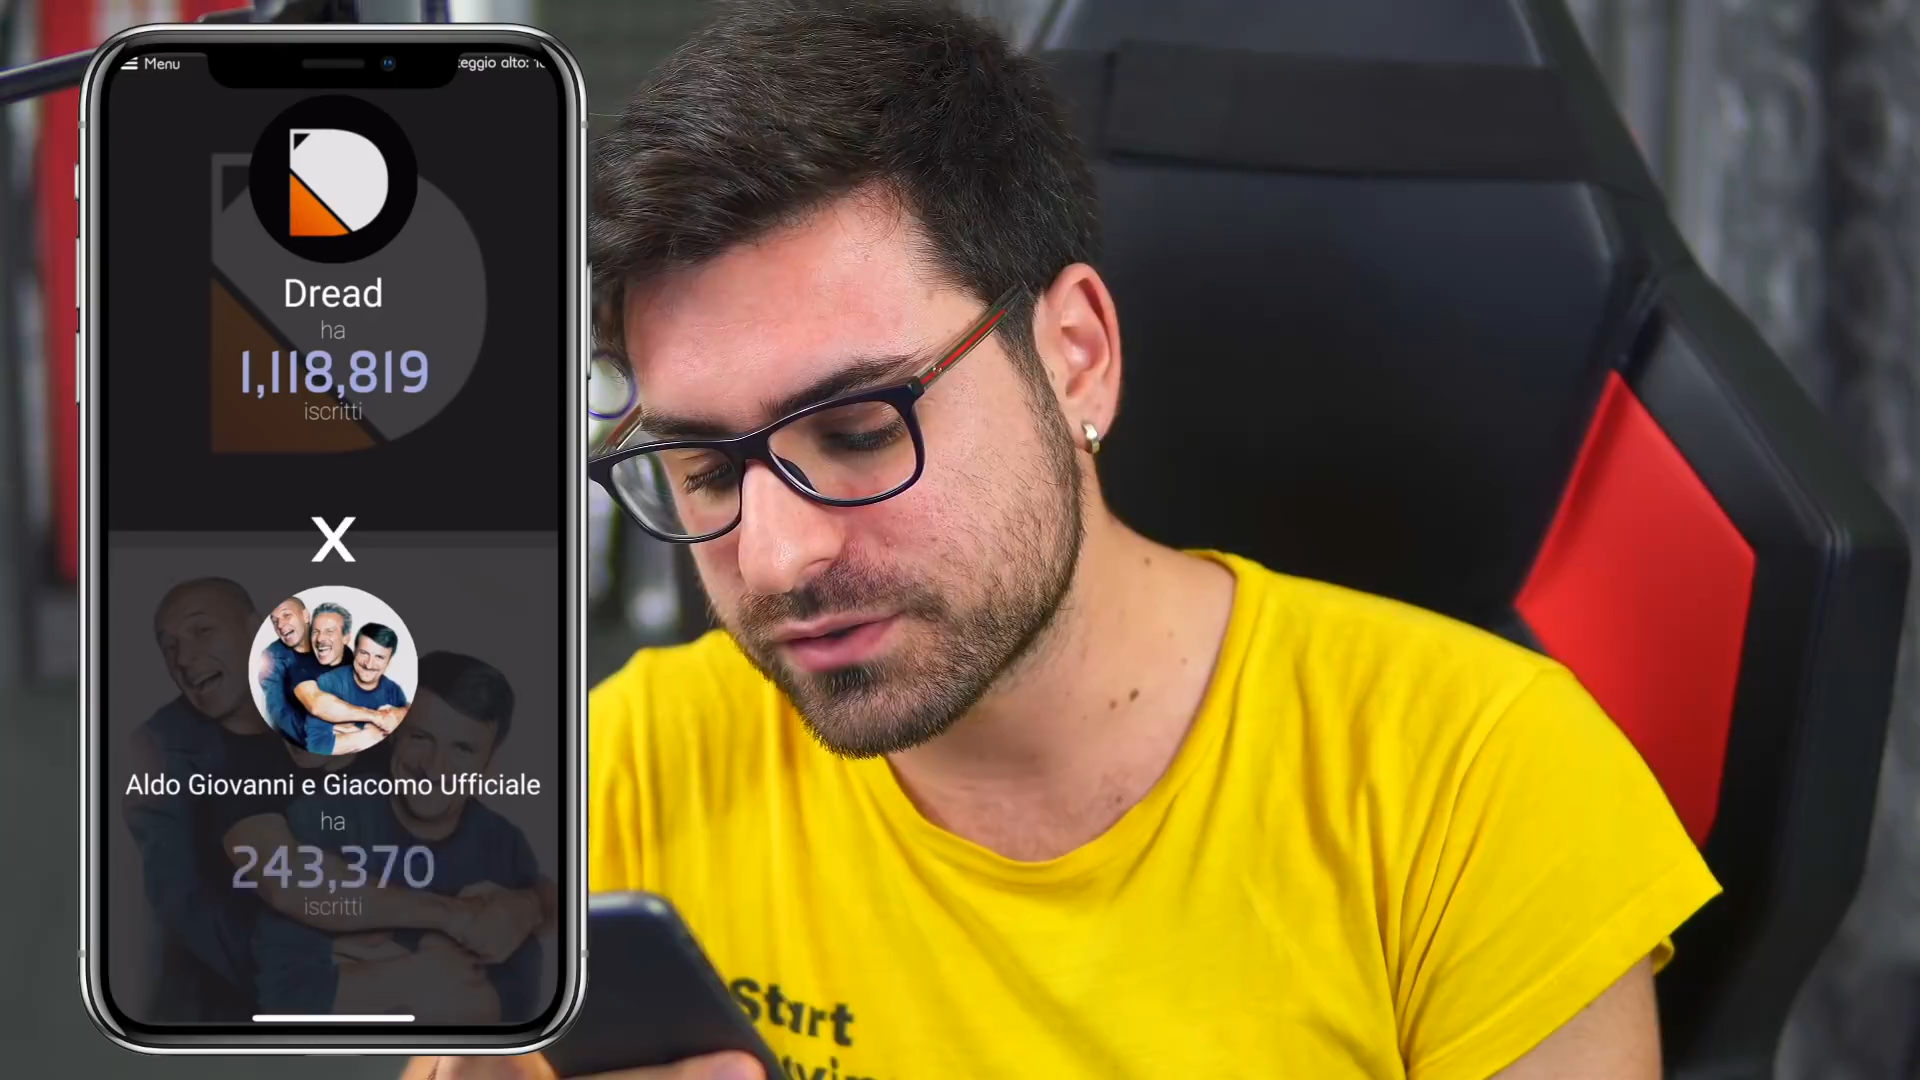 Menu
eggio alto:
Dread
ha
1,118,819
iscritti
X
Aldo Giovanni e Giacomo Ufficiale
ha
243,370
iscritti
Start